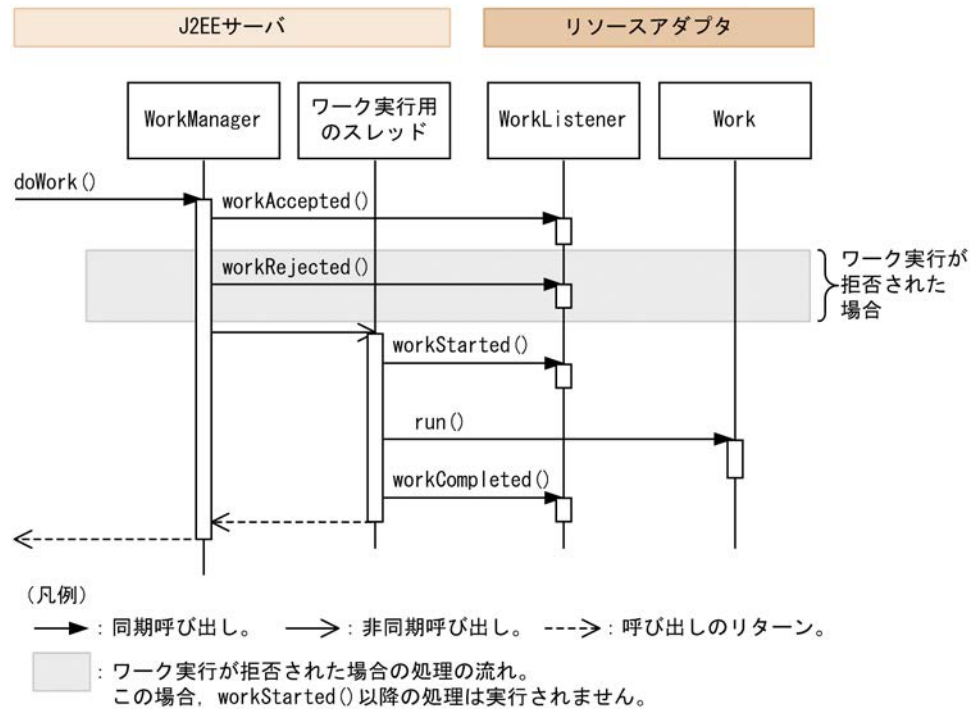 J2EEサーバ
リソースアダプタ
WorkManager
ワーク実行用
のスレッド
WorkListener
Work
doWork()
workAccepted()
workRejected()
ワーク実行が
拒否された
場合
workStarted()
run()
workCompleted()
(凡例)
：同期呼び出し。
：非同期呼び出し。
：呼び出しのリターン。
：ワーク実行が拒否された場合の処理の流れ。
この場合，workStarted()以降の処理は実行されません。